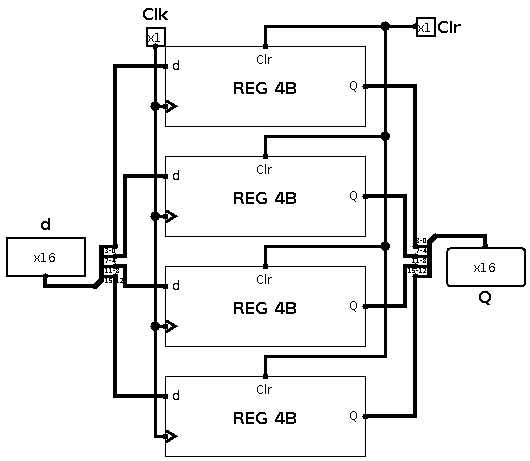 Clk
x1
x1
Clr
Clr
d
REG 4B
Q
Clr
d
REG 4B
Q
d
x16
3-0
7-4
11-8
15-12
3-0
7-4
11-8
15-12
x16
Q
Clr
d
REG 4B
Q
Clr
d
REG 4B
Q